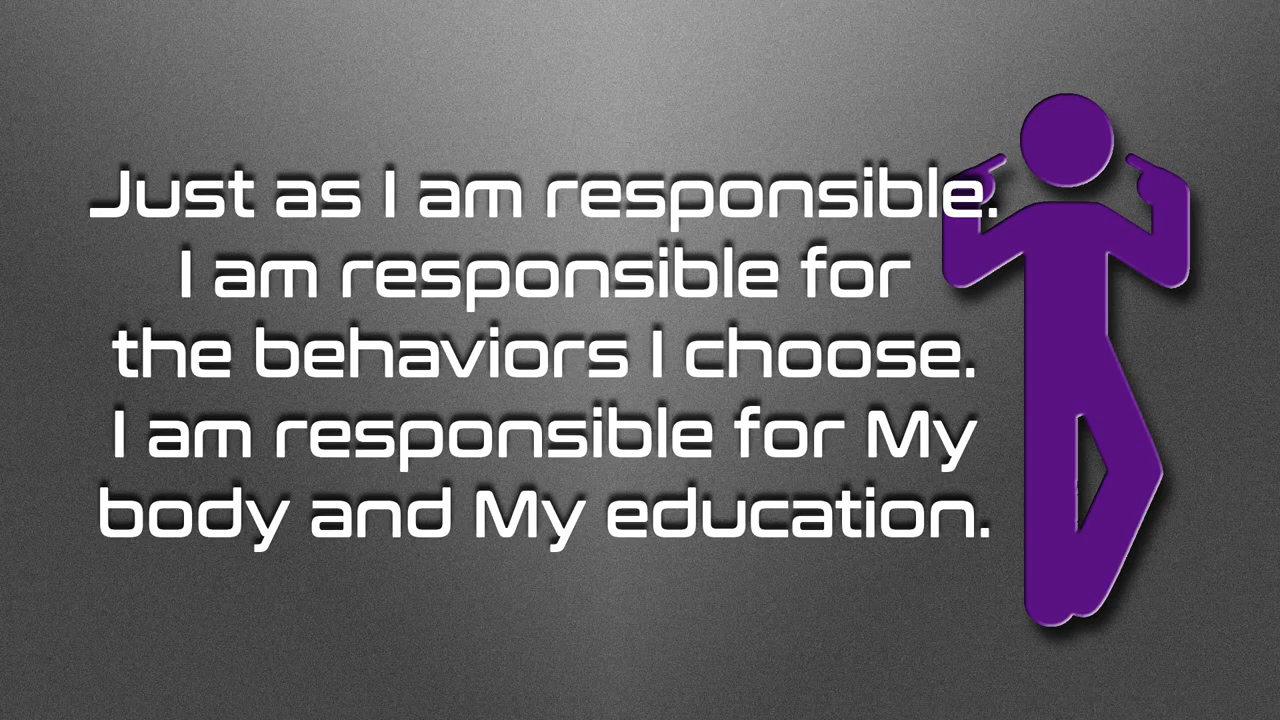 Just as I am responsible.
I am responsible for
the behaviors I choose.
I am responsible for My
body and My education.